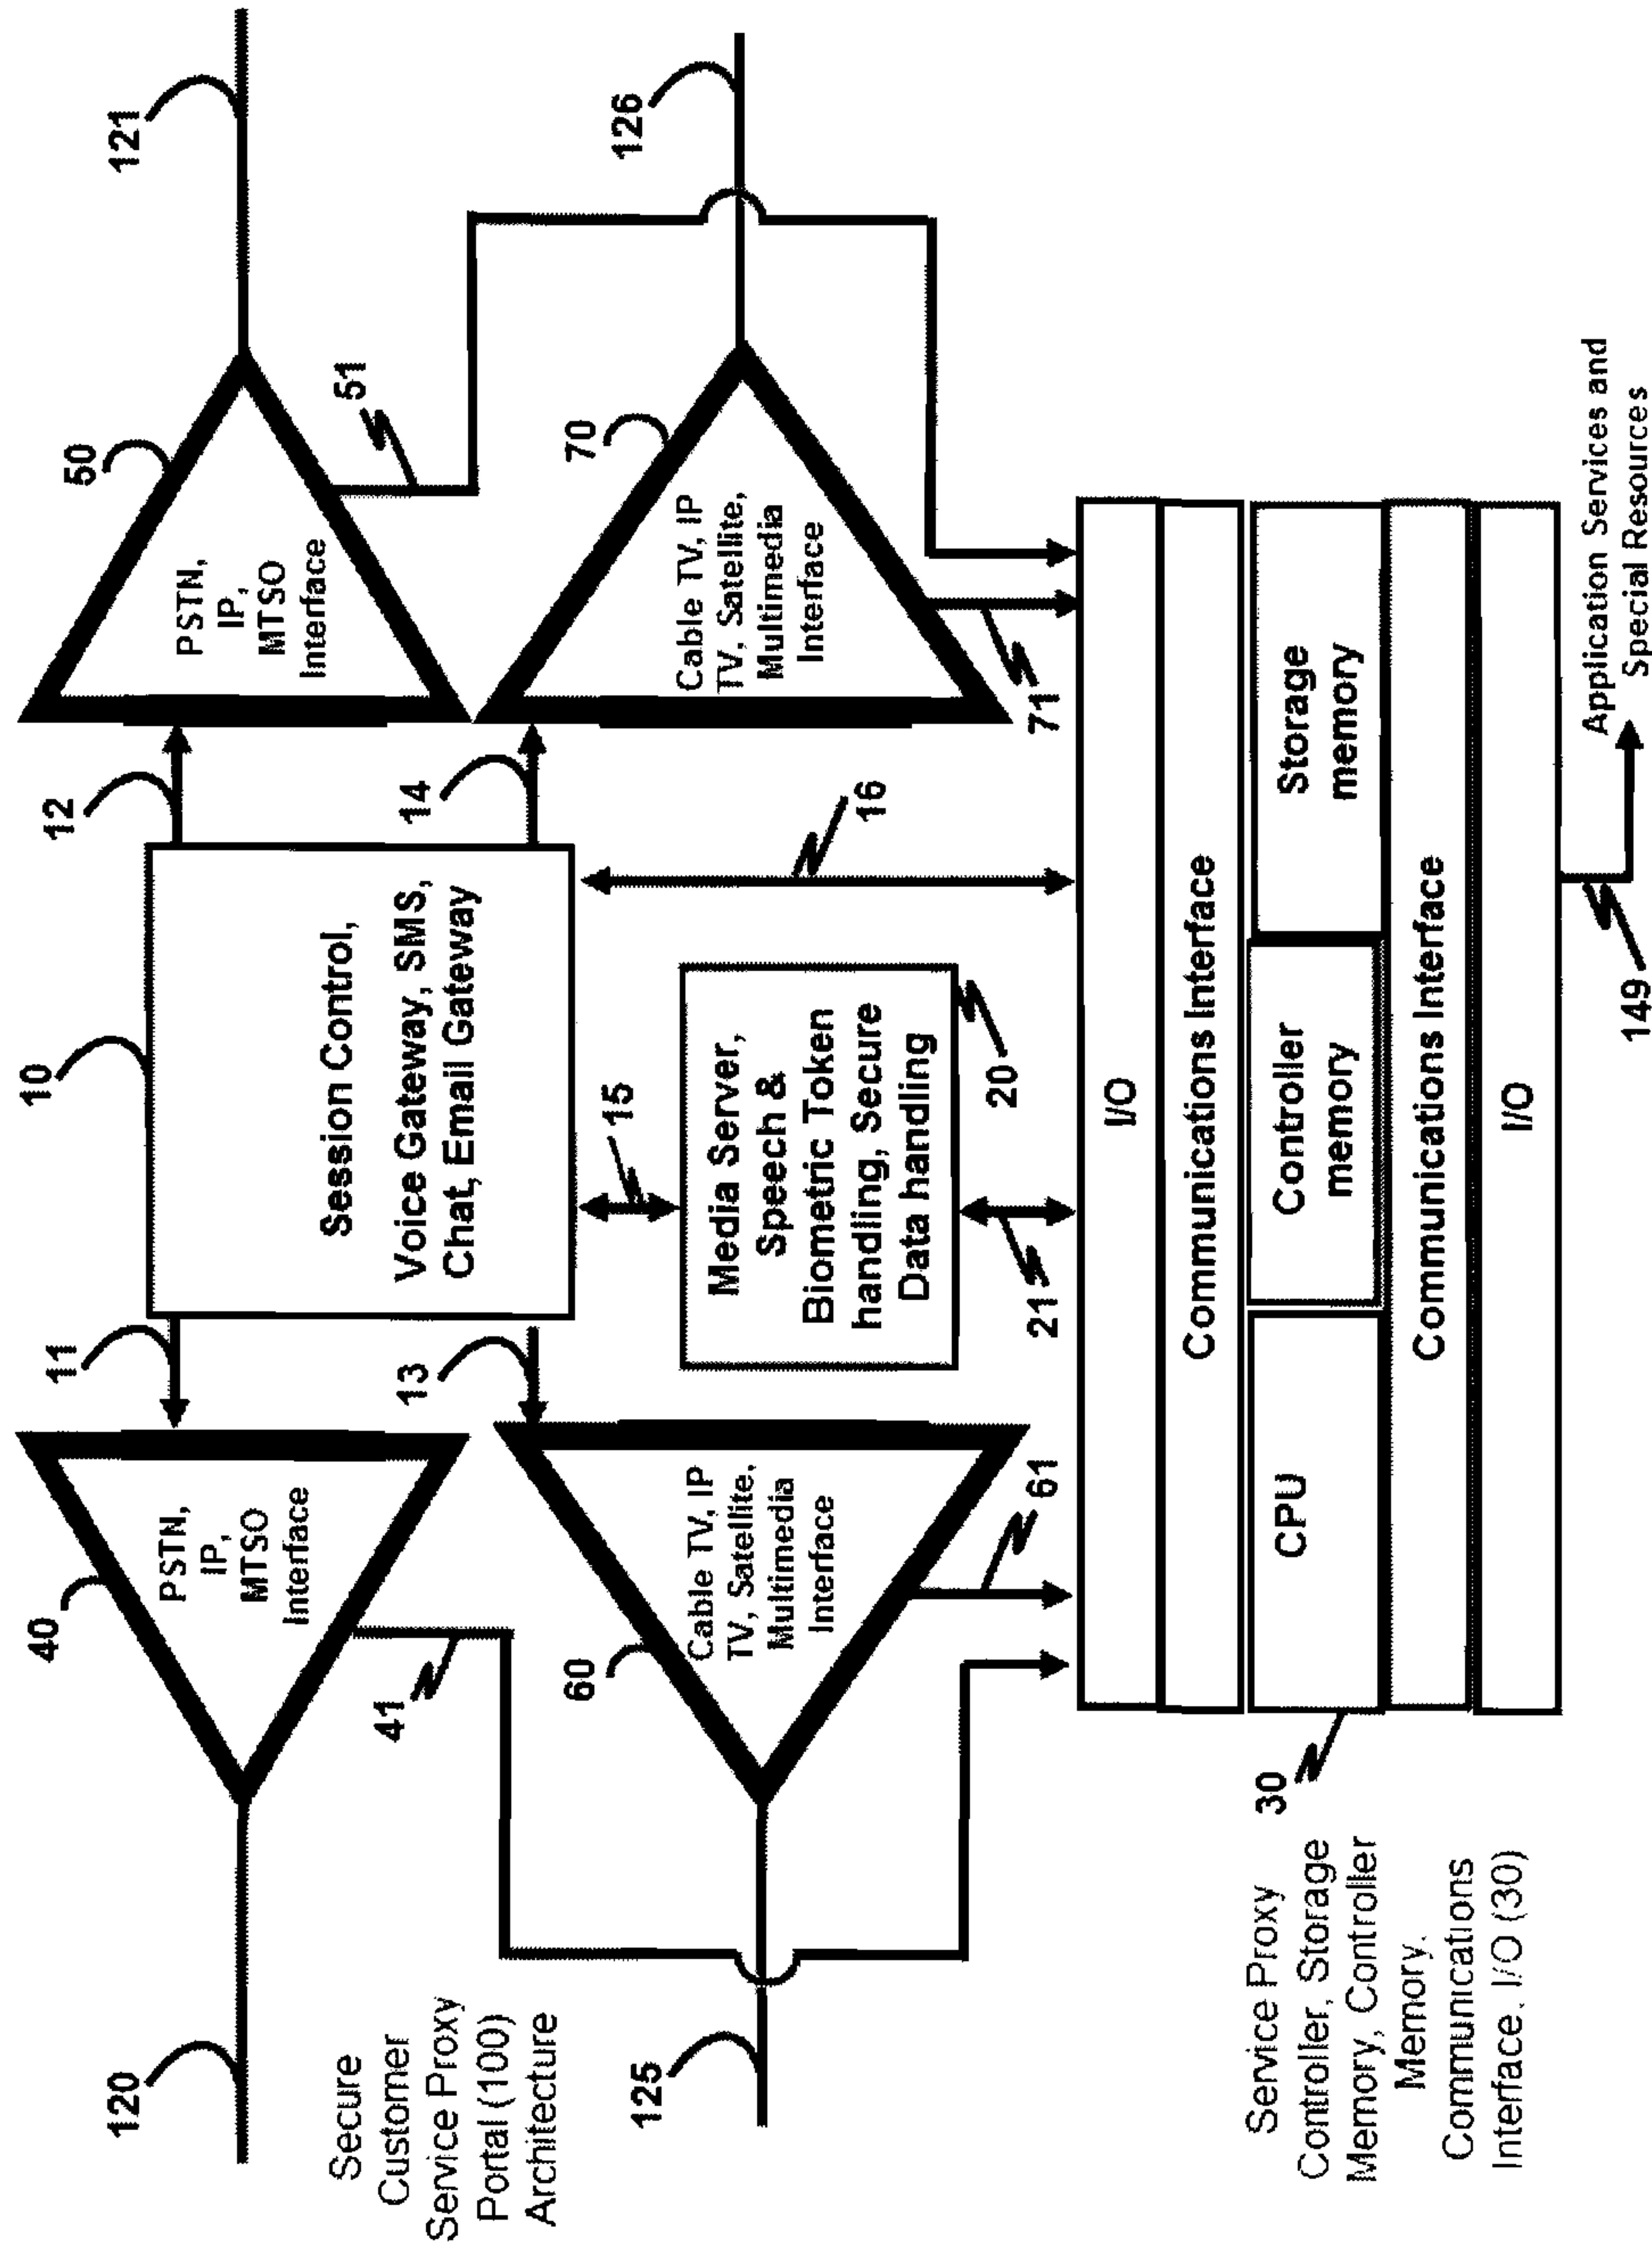 120
40
11
10
12
50
121
PSTN,
IP,
MTSO
Interface
Session Control,
Voice Gateway, SMS,
Chat, Email Gateway
PSTN,
IP,
MTSO
Interface
Secure
Customer
Service Proxy
Portal (100)
Architecture
41
13
14
51
125
60
15
70
126
Cable TV, IP
TV, Satellite,
Multimedia
Interface
Media Server,
Speech &
Biometric Token
handling, Secure
Data handling
16
Cable TV, IP
TV, Satellite,
Multimedia
Interface
61
21
20
71
I/O
Communications Interface
30
CPU
Controller
memory
Storage
memory
Communications Interface
I/O
Service Proxy
Controller, Storage
Memory, Controller
Memory.
Communications
Interface. I/O (30)
149
Application Services and
Special Resources